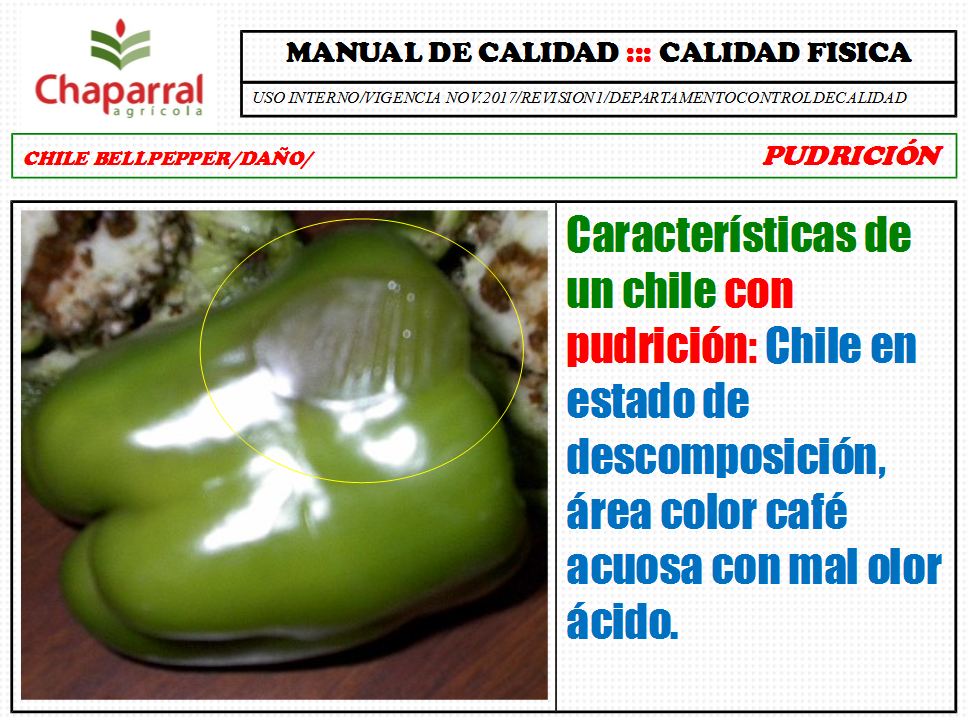 Chaparral
agrícola
MANUAL DE CALIDAD ::: CALIDAD FISICA
USO INTERNO/VIGENCIA NOV.2017/REVISION1/DEPARTAMENTOCONTROLDECALIDAD
CHILE BELLPEPPER/DAÑO/
PUDRICIÓN
Características de
un chile con
pudrición: Chile en
estado de
descomposición,
área color café
acuosa con mal olor
ácido.